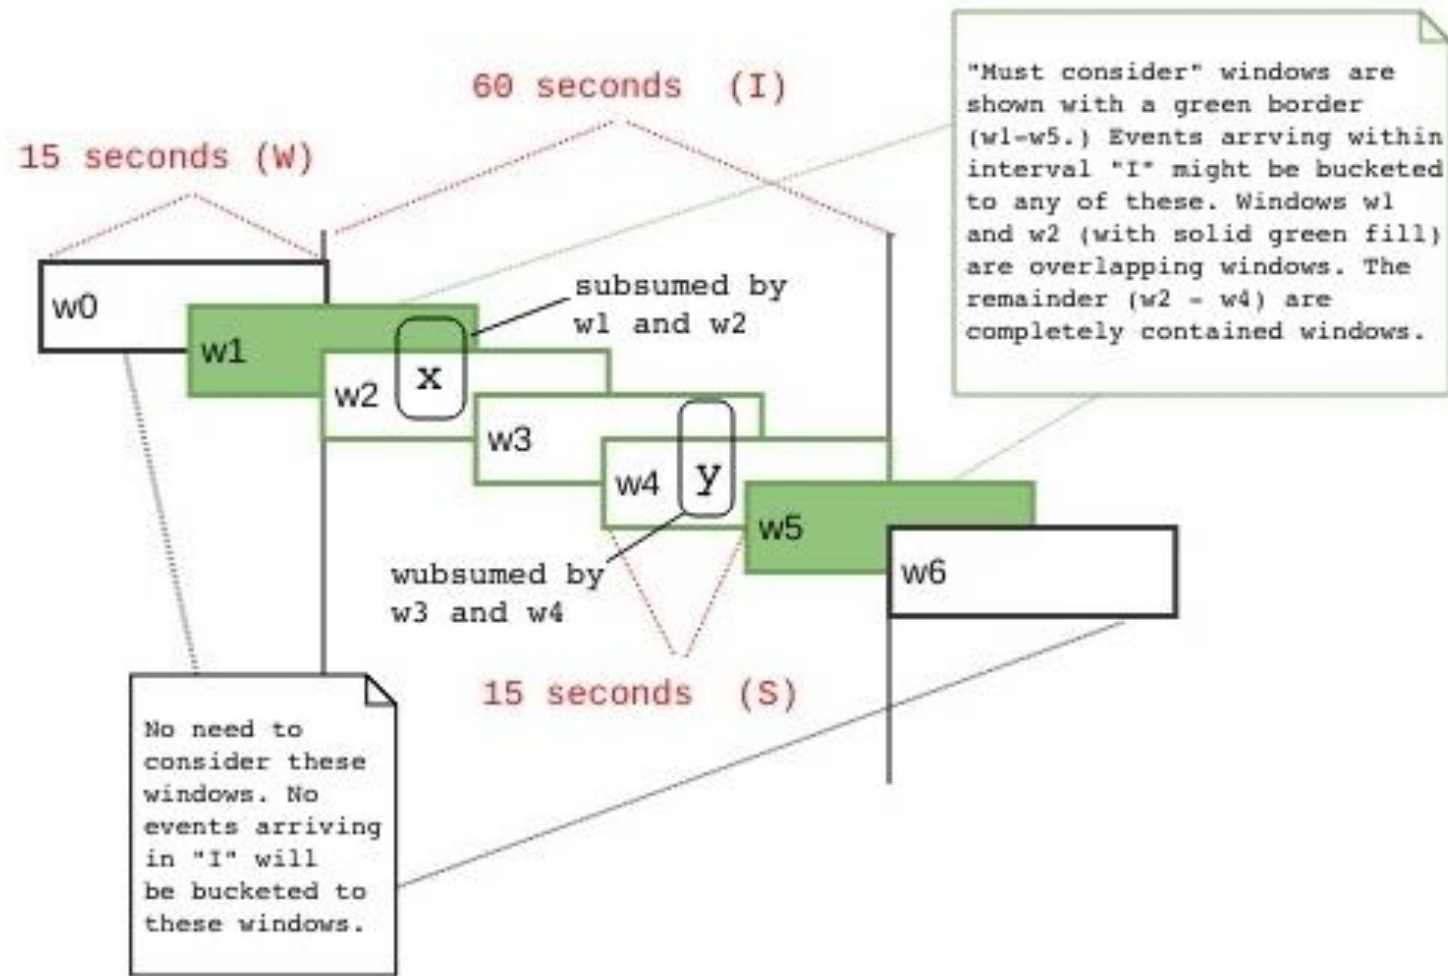 60 seconds (I)
15 seconds (W)
"Must consider" windows are
shown with a green border
(w1-w5.) Events arrving within
interval "I" might be bucketed
to any of these. Windows w1
and w2 (with solid green fill)
are overlapping windows. The
remainder (w2 - w4) are
completely contained windows.
w0
subsumed by
w1 and w2
w1
x
w2
w3
w4
y
w5
w6
wubsumed by
w3 and w4
15 seconds (S)
No need to
consider these
windows. No
events arriving
in "I" will
be bucketed to
these windows.